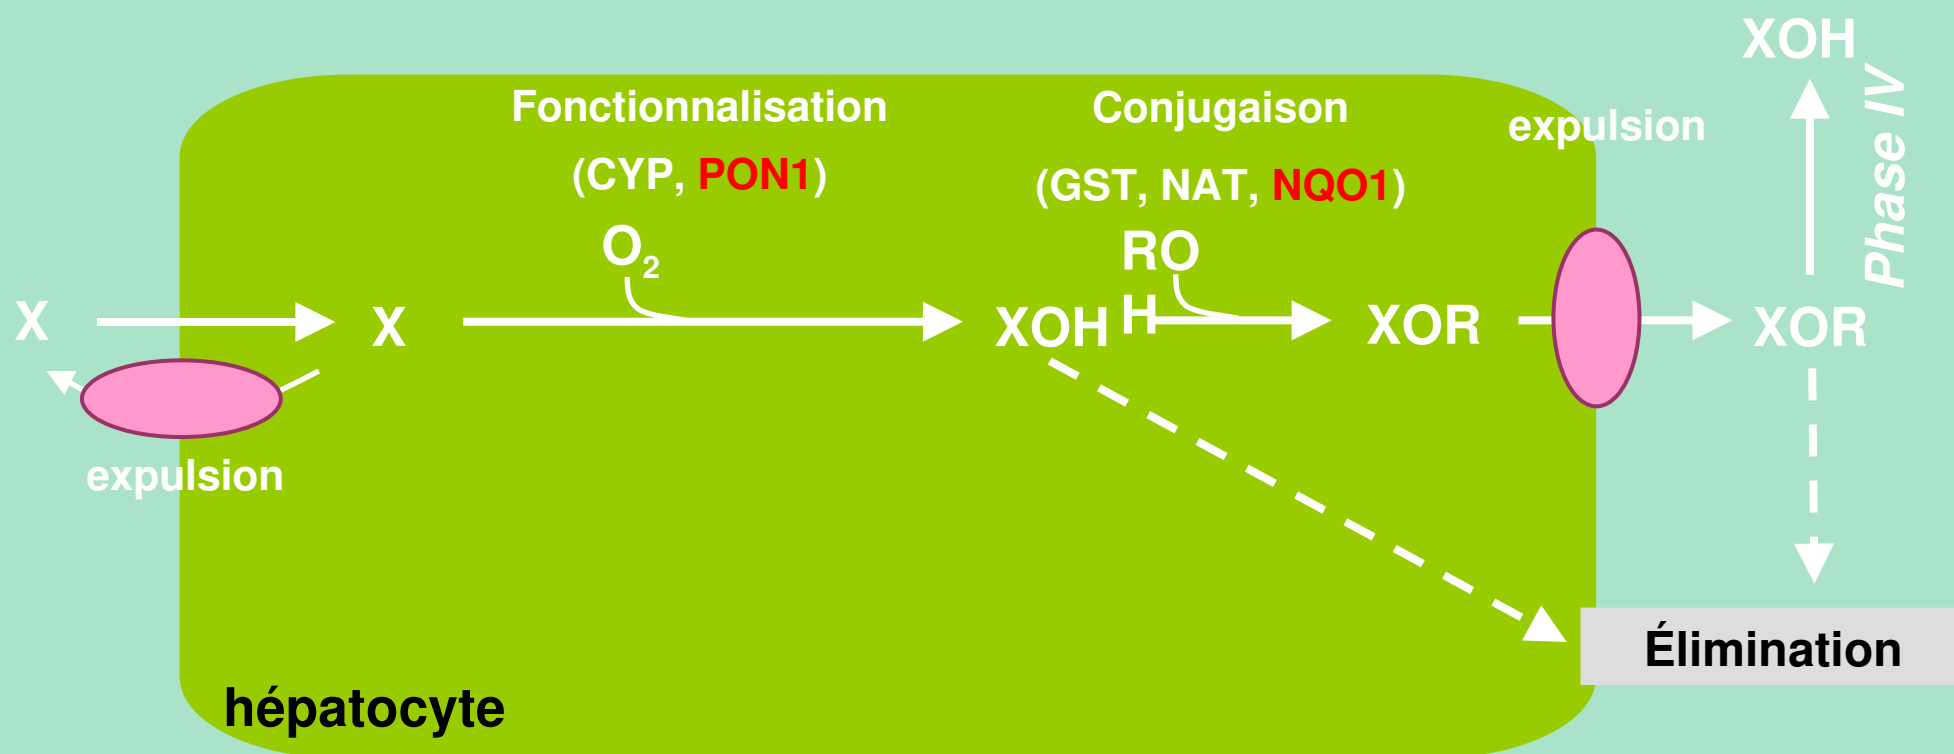 XOH
Phase IV
Fonctionnalisation
(CYP, PON1)
O2
Conjugaison
(GST, NAT, NQO1)
RO
H
expulsion
X
X
XOH
XOR
XOR
expulsion
Élimination
hépatocyte